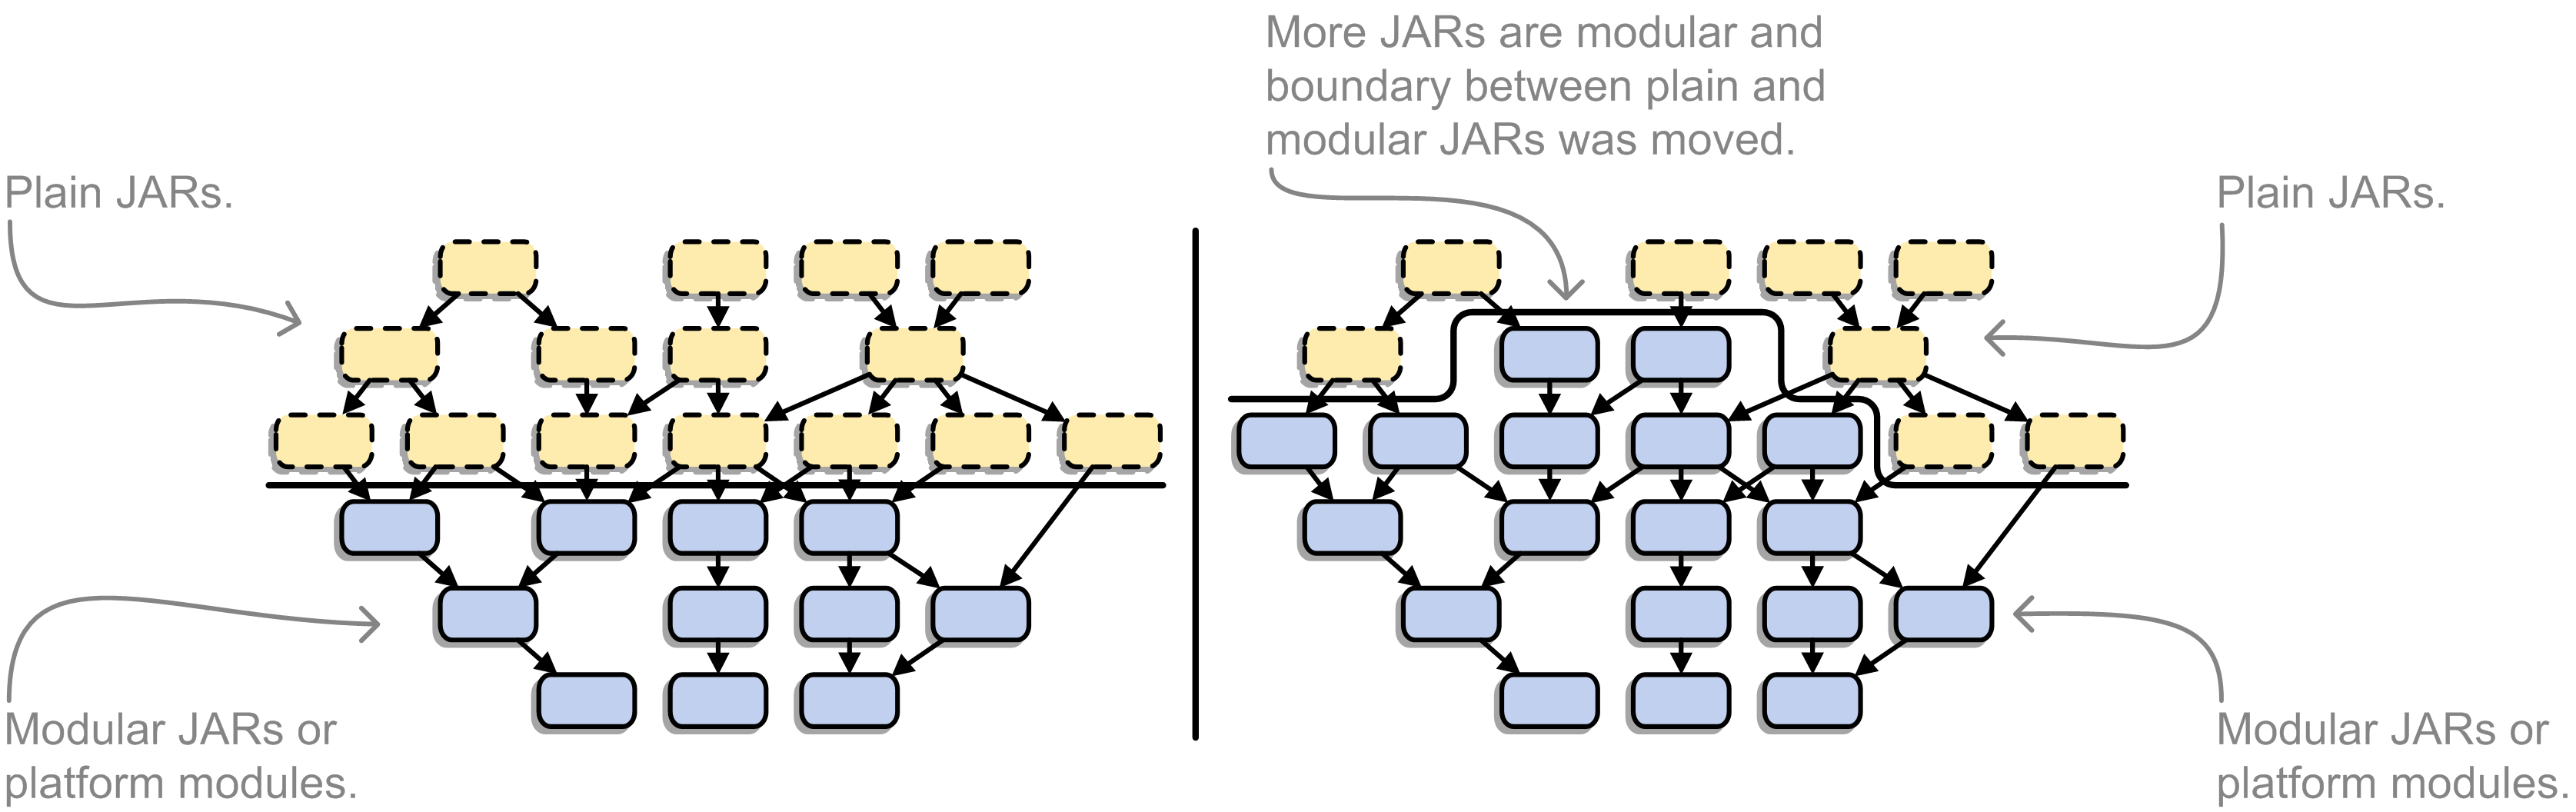 More JARs are modular and
boundary between plain and
modular JARs was moved.
Plain JARs.
Plain JARs.
Modular JARs or
platform modules.
Modular JARs or
platform modules.